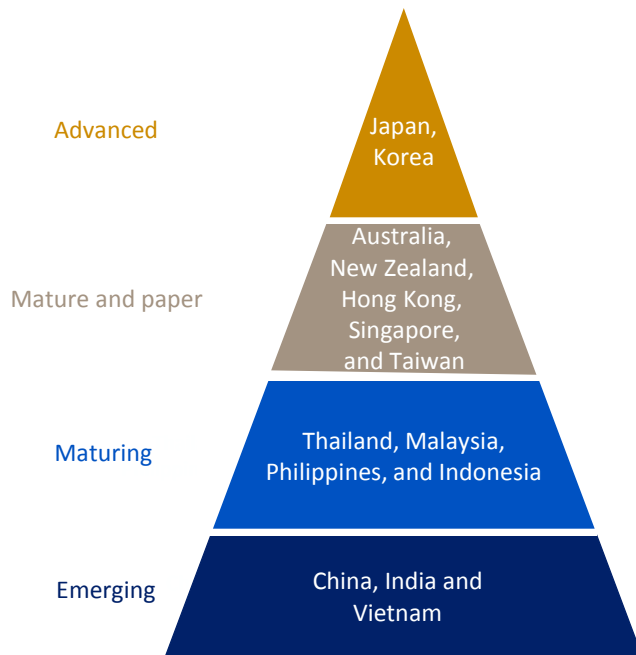 Advanced
Japan,
Korea
Mature and paper
Australia,
New Zealand,
Hong Kong,
Singapore,
and Taiwan
Maturing
Thailand, Malaysia,
Philippines, and Indonesia
Emerging
China, India and
Vietnam